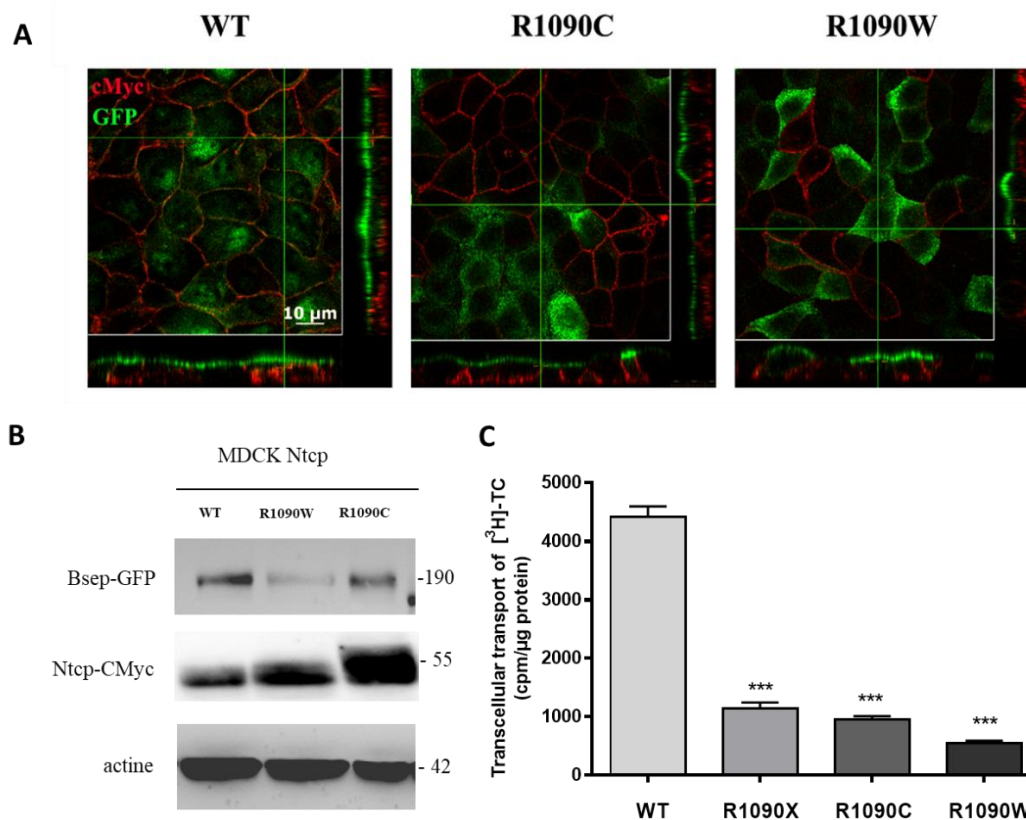 A
WT
R1090C
R1090W
cMyc
GFP
10 µm
B
MDCK Ntcp
WT R1090W R1090C
Bsep-GFP -190
Ntcp-CMyc - 55
actine - 42
C
Transcellular transport of [³H]-TC
(cpm/µg protein)
5000
4000
3000
2000
1000
0
***
***
***
WT R1090X R1090C R1090W